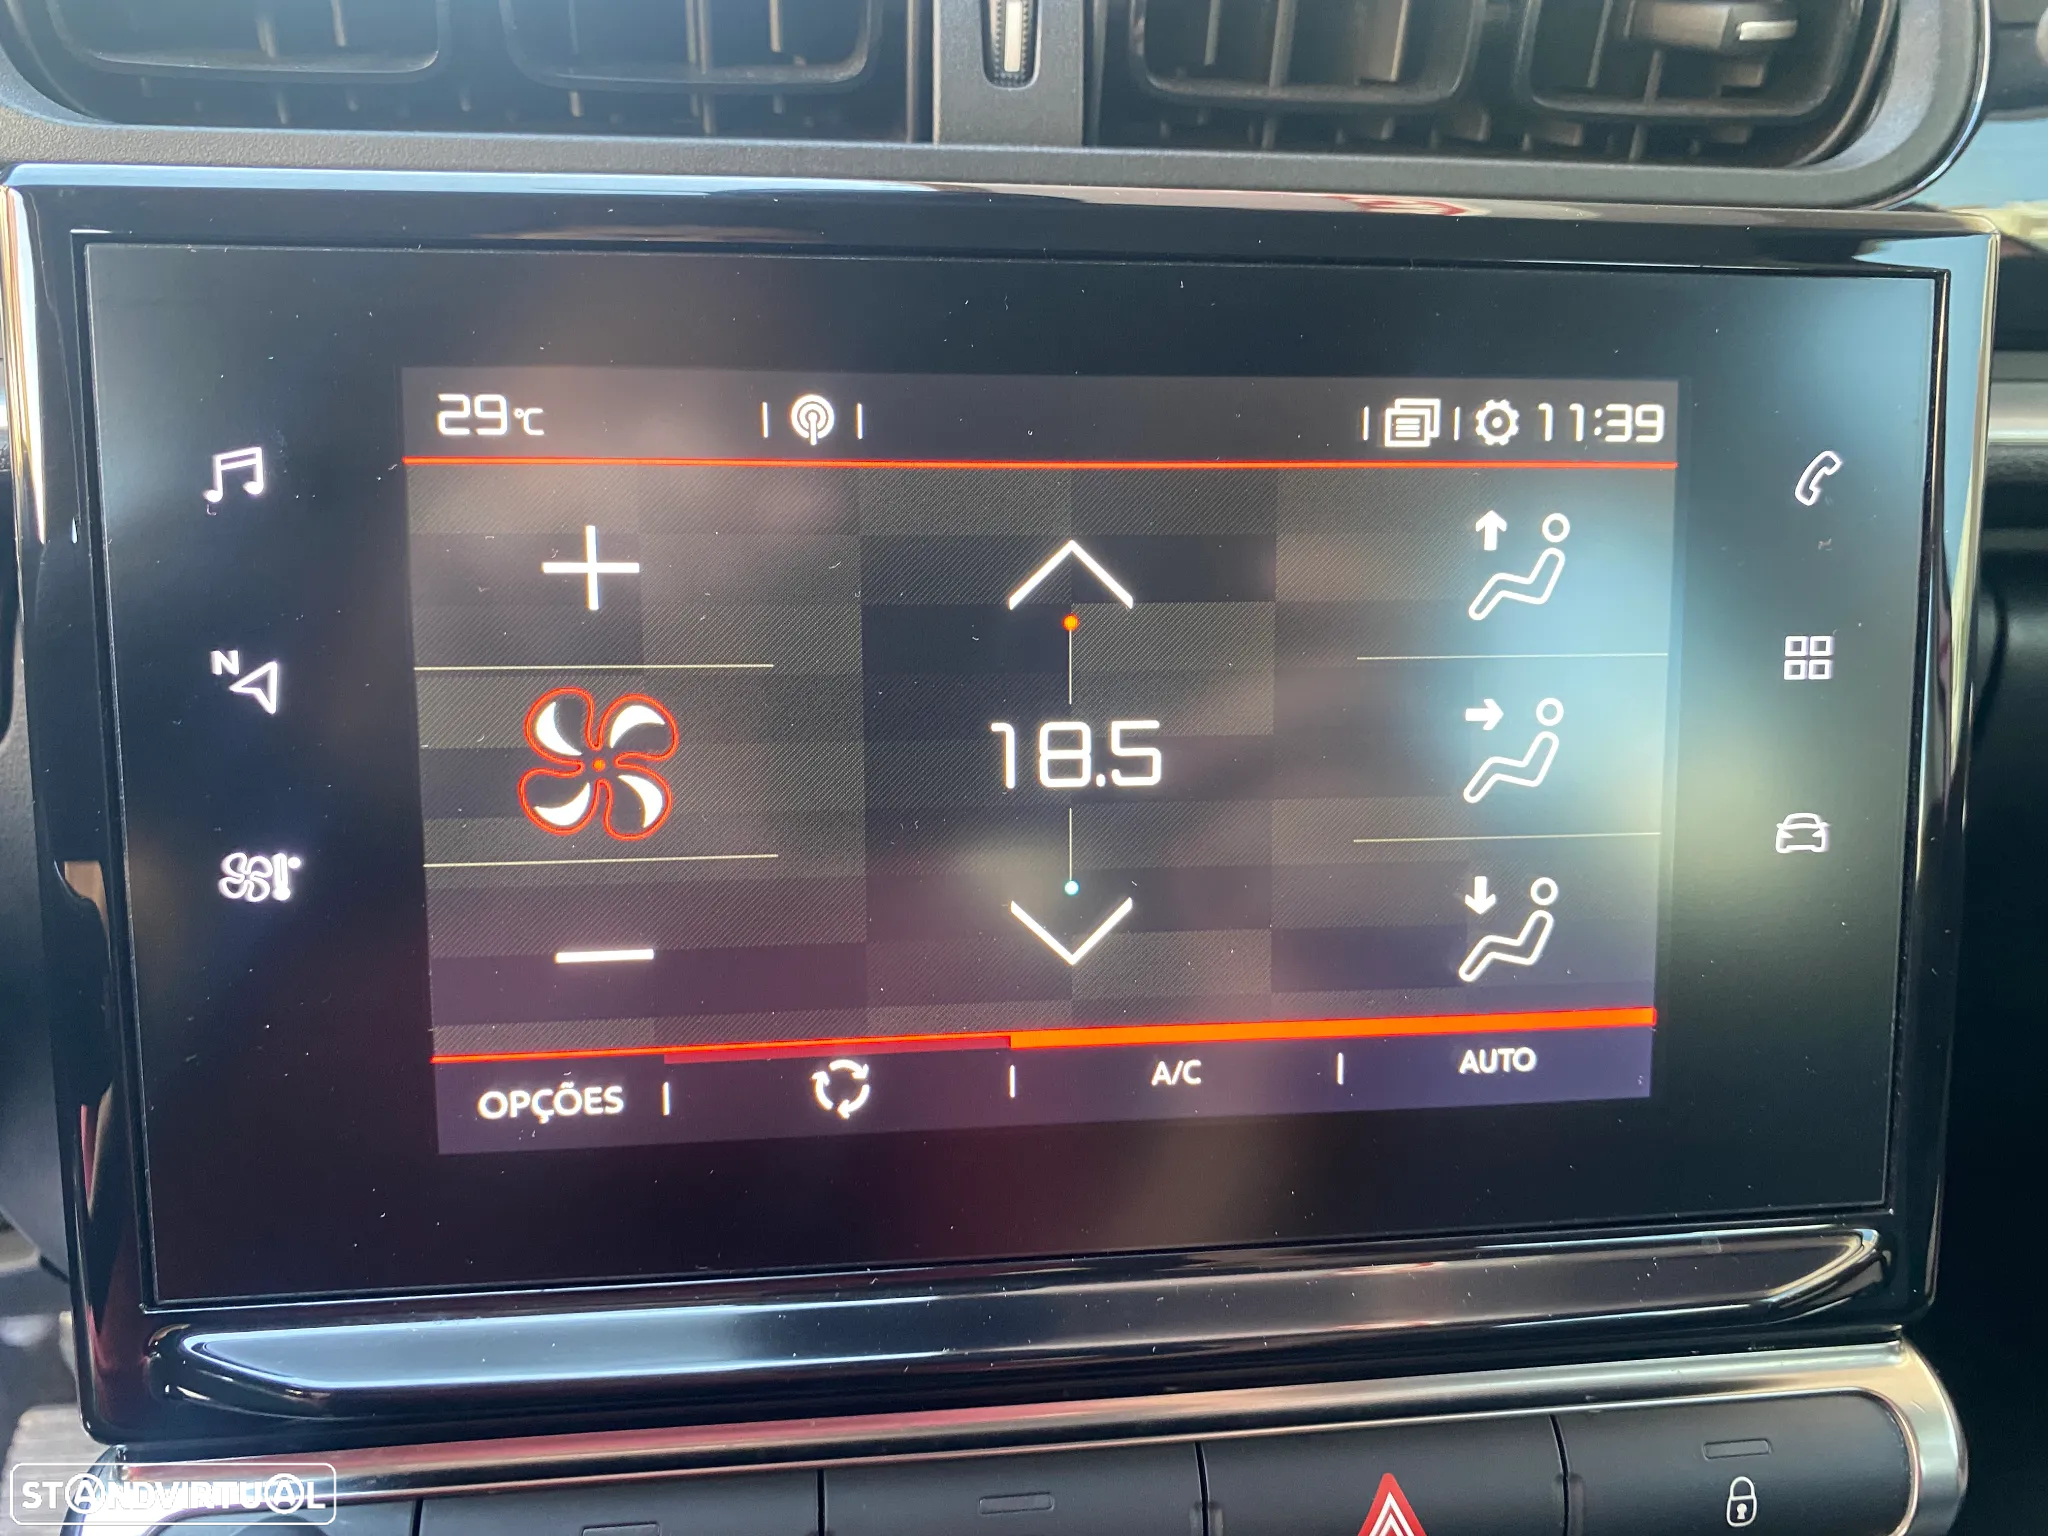 29°C 11:39
N
18.5
OPÇÕES A/C AUTO
STANDVIRTUAL